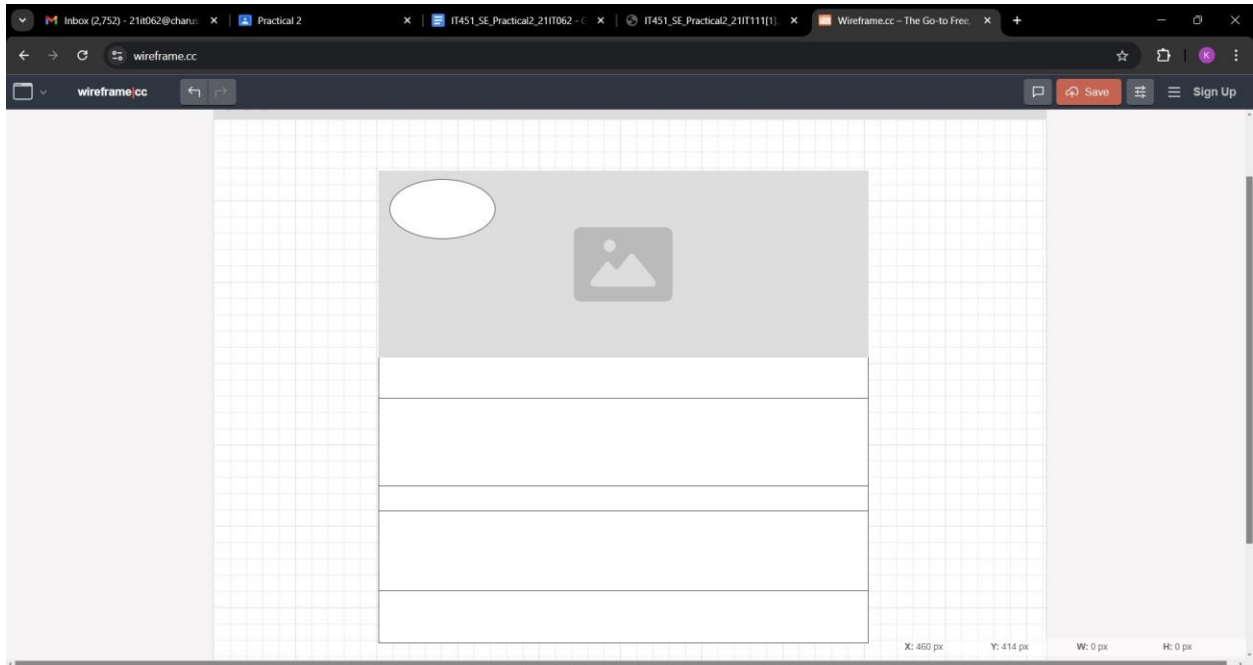 Inbox (2,752) - 21it062@charus
Practical 2
IT451_SE_Practical2_21IT062 - G
IT451_SE_Practical2_21IT111[1].
Wireframe.cc – The Go-to Free,
wireframe.cc
K
wireframe|cc
Save
Sign Up
X: 460 px Y: 414 px W: 0 px H: 0 px